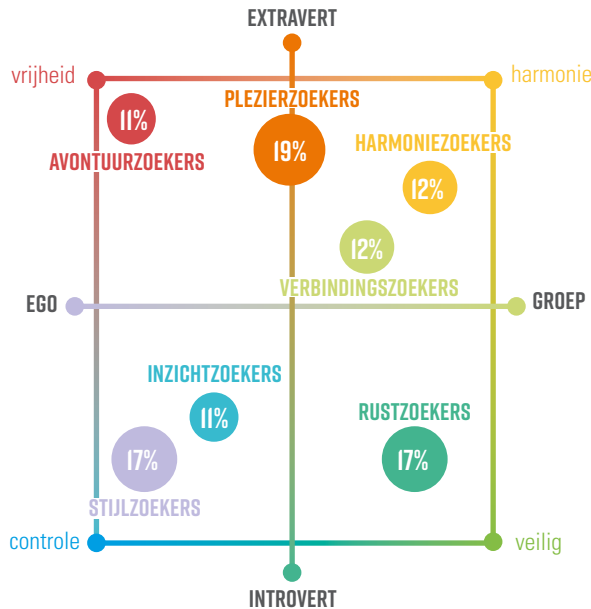 EXTRAVERT
vrijheid
harmonie
PLEZIERZOEKERS
11%
19%
HARMONIEZOEKERS
AVONTUURZOEKERS
12%
12%
VERBINDINGSZOEKERS
EGO
GROEP
INZICHTZOEKERS
11%
RUSTZOEKERS
17%
17%
STIJLZOEKERS
controle
veilig
INTROVERT